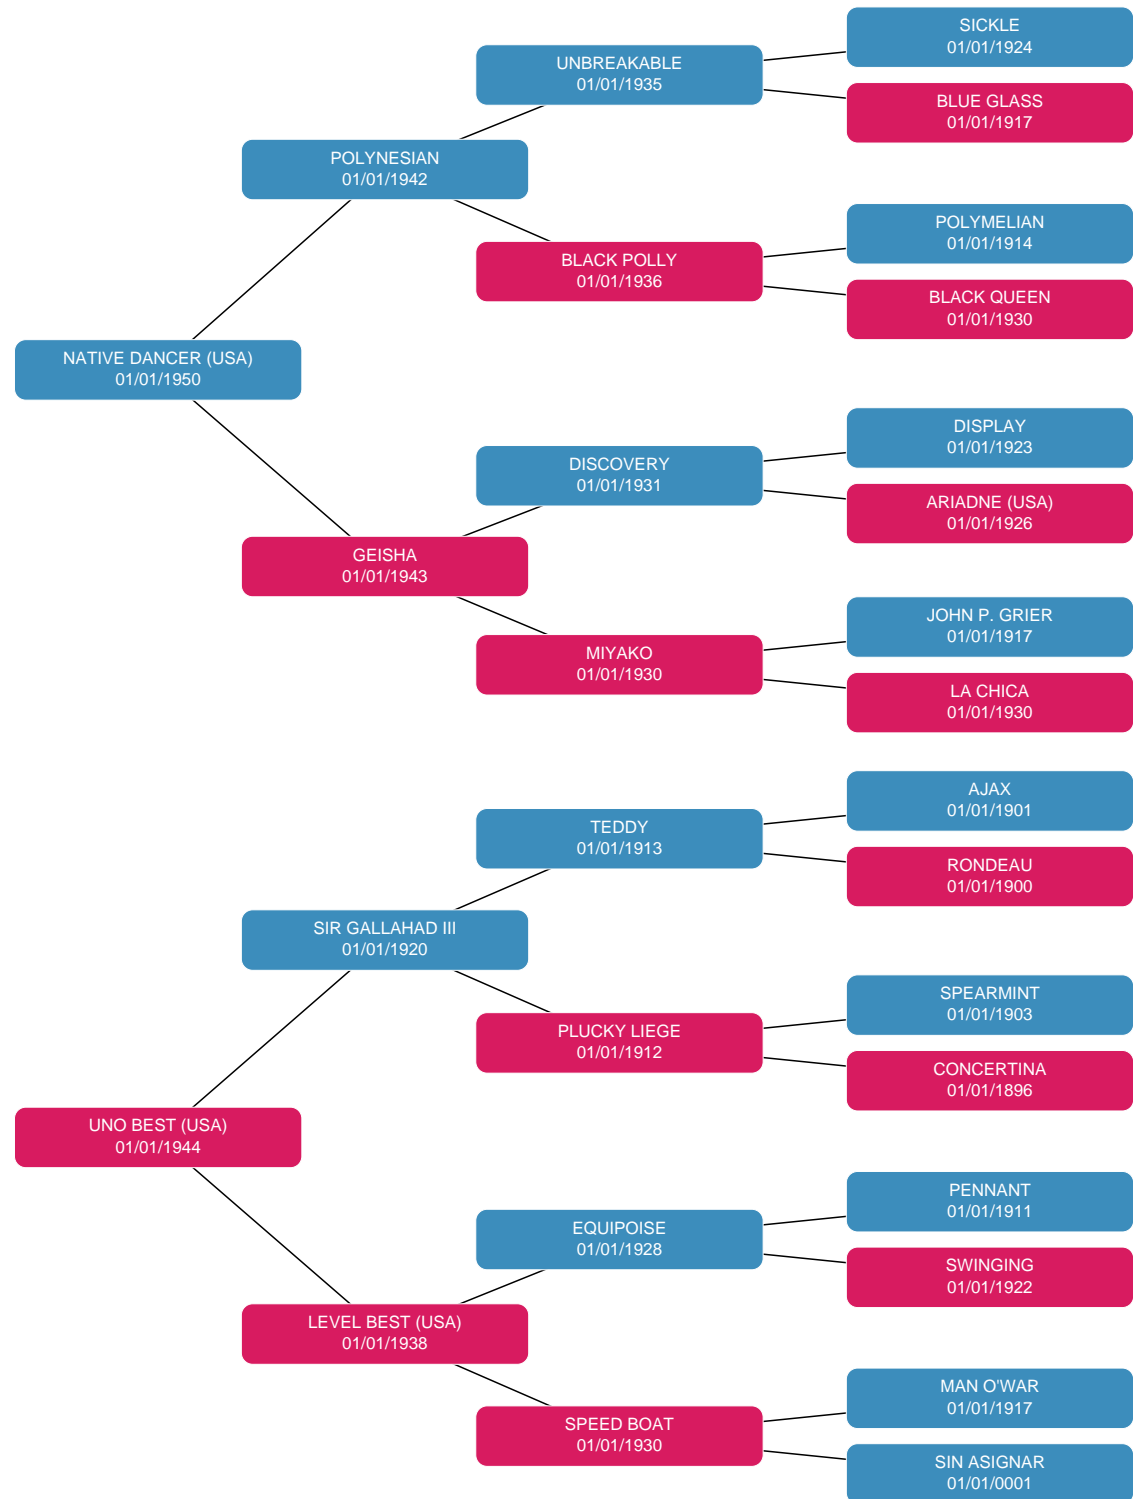 SICKLE
01/01/1924
UNBREAKABLE
01/01/1935
BLUE GLASS
01/01/1917
POLYNESIAN
01/01/1942
POLYMELIAN
01/01/1914
BLACK POLLY
01/01/1936
BLACK QUEEN
01/01/1930
NATIVE DANCER (USA)
01/01/1950
DISPLAY
01/01/1923
DISCOVERY
01/01/1931
ARIADNE (USA)
01/01/1926
GEISHA
01/01/1943
JOHN P. GRIER
01/01/1917
MIYAKO
01/01/1930
LA CHICA
01/01/1930
AJAX
01/01/1901
TEDDY
01/01/1913
RONDEAU
01/01/1900
SIR GALLAHAD III
01/01/1920
SPEARMINT
01/01/1903
PLUCKY LIEGE
01/01/1912
CONCERTINA
01/01/1896
UNO BEST (USA)
01/01/1944
PENNANT
01/01/1911
EQUIPOISE
01/01/1928
SWINGING
01/01/1922
LEVEL BEST (USA)
01/01/1938
MAN O'WAR
01/01/1917
SPEED BOAT
01/01/1930
SIN ASIGNAR
01/01/0001